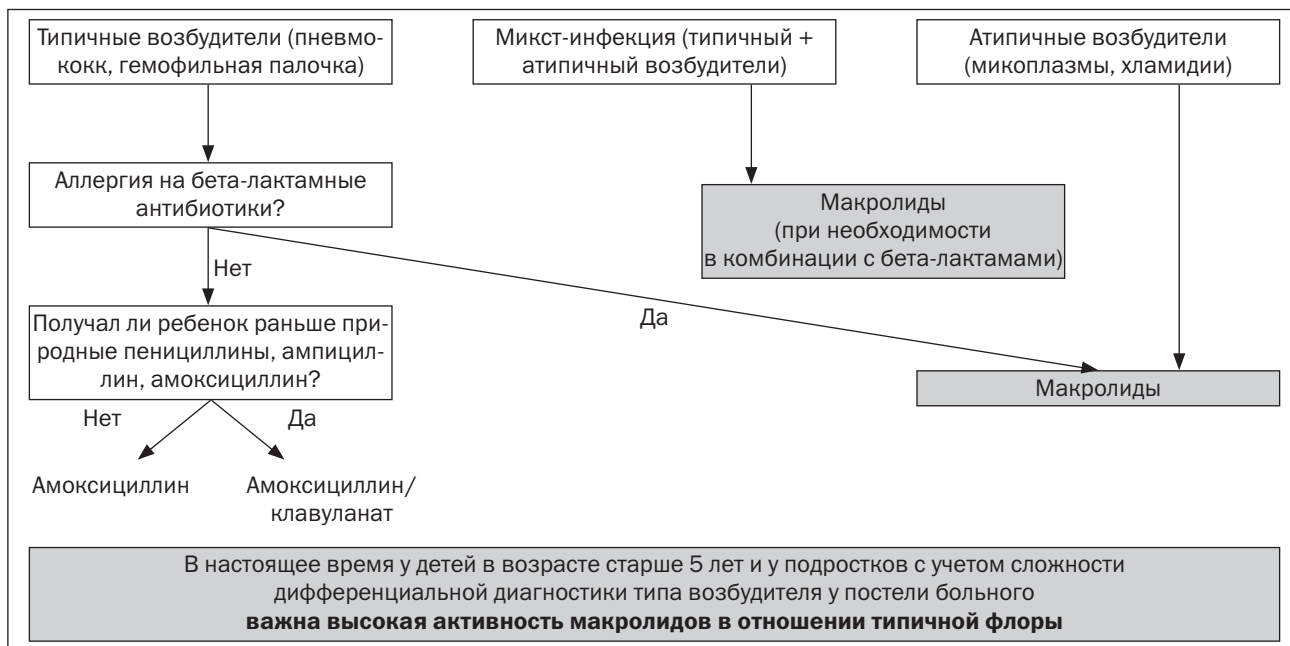 Типичные возбудители (пневмо-
кокк, гемофильная палочка)
Микст-инфекция (типичный +
атипичный возбудители)
Атипичные возбудители
(микоплазмы, хламидии)
Аллергия на бета-лактамные
антибиотики?
Макролиды
(при необходимости
в комбинации с бета-лактамами)
Нет
Да
Получал ли ребенок раньше при-
родные пенициллины, ампицил-
лин, амоксициллин?
Макролиды
Нет
Да
Амоксициллин
Амоксициллин/
клавуланат
В настоящее время у детей в возрасте старше 5 лет и у подростков с учетом сложности
дифференциальной диагностики типа возбудителя у постели больного
важна высокая активность макролидов в отношении типичной флоры